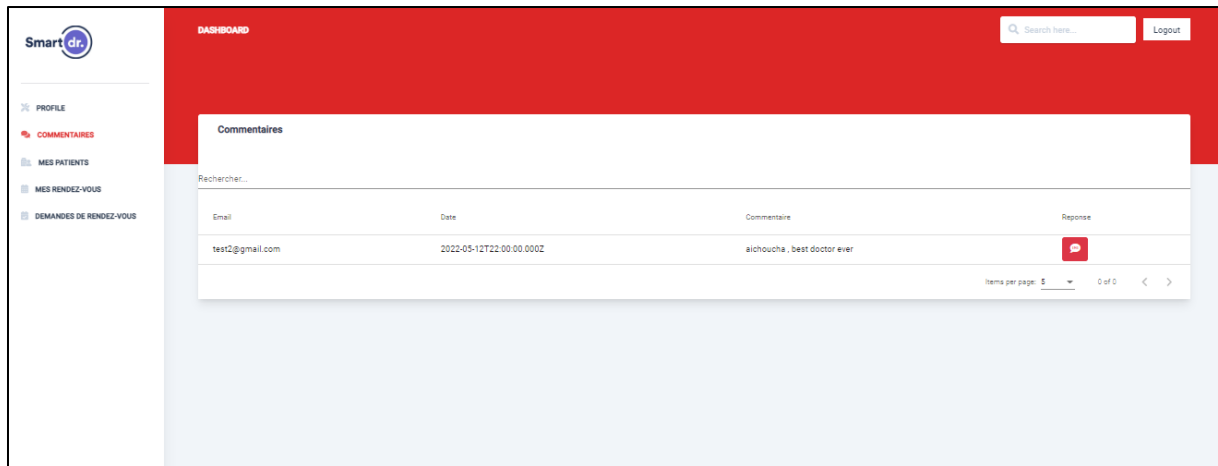 Smart dr.
DASHBOARD
Search here...
Logout
PROFILE
COMMENTAIRES
MES PATIENTS
MES RENDEZ-VOUS
DEMANDES DE RENDEZ-VOUS
Commentaires
Rechercher...
Email Date Commentaire Reponse
test2@gmail.com 2022-05-12T22:00:00.000Z aichoucha , best doctor ever
Items per page: 5 0 of 0